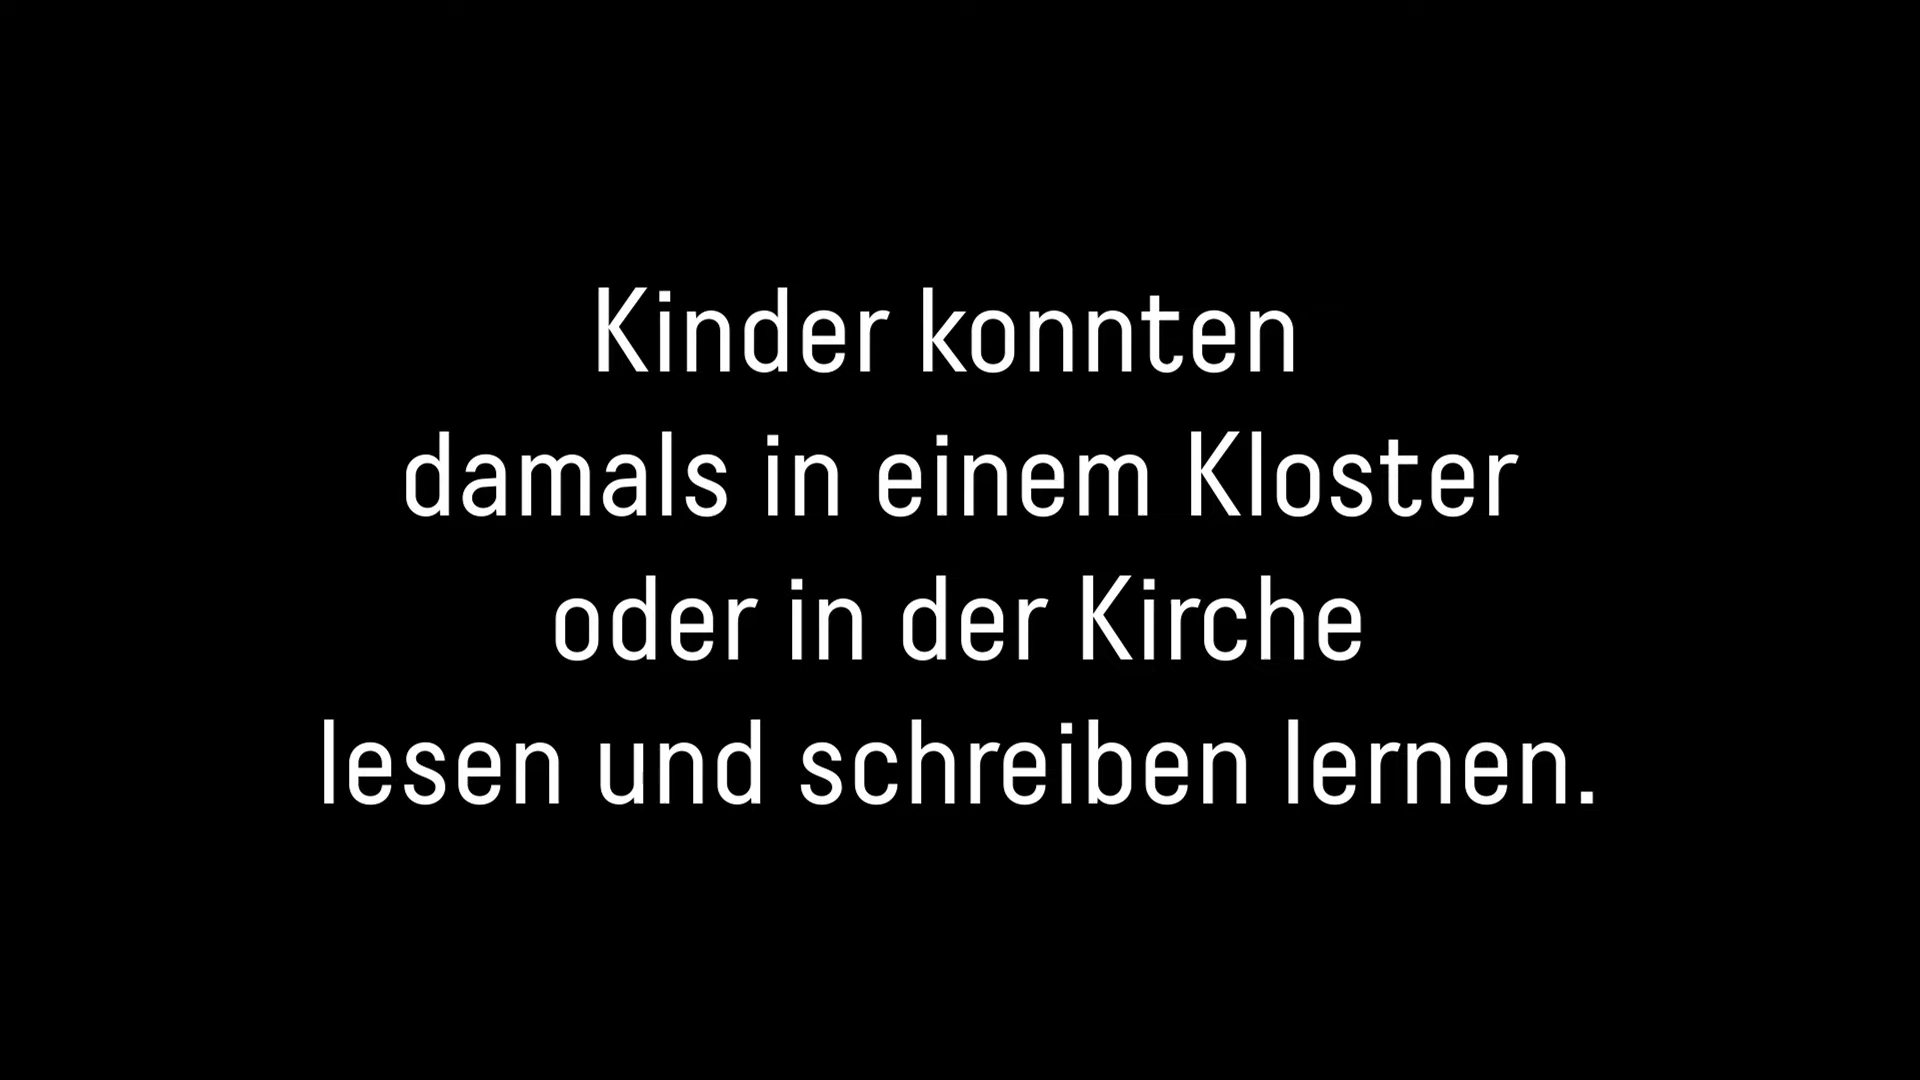 Kinder konnten
damals in einem Kloster
oder in der Kirche
lesen und schreiben lernen.